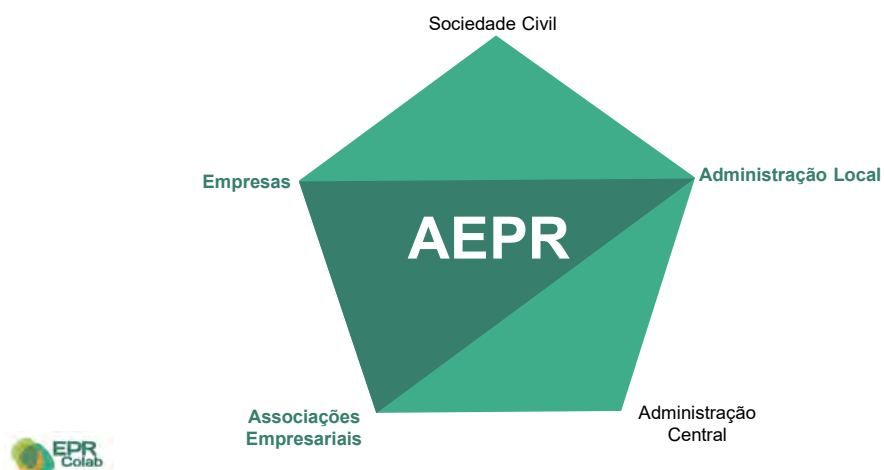 Sociedade Civil
Empresas
Administração Local
AEPR
Associações
Empresariais
Administração
Central
EPR
Colab